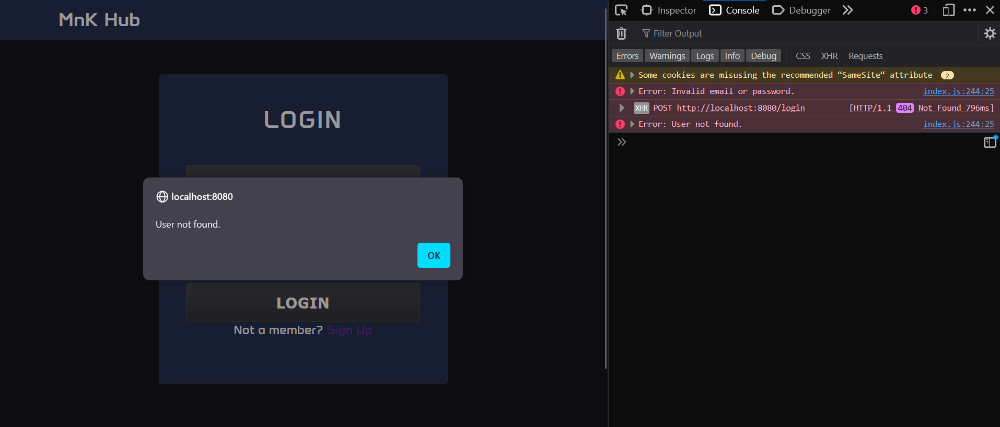 MnK Hub
LOGIN
localhost:8080
User not found.
OK
LOGIN
Not a member? Sign Up
Inspector Console Debugger 3
Filter Output
Errors Warnings Logs Info Debug CSS XHR Requests
Some cookies are misusing the recommended “SameSite“ attribute 2
Error: Invalid email or password. index.js:244:25
XHR POST http://localhost:8080/login [HTTP/1.1 404 Not Found 796ms]
Error: User not found. index.js:244:25